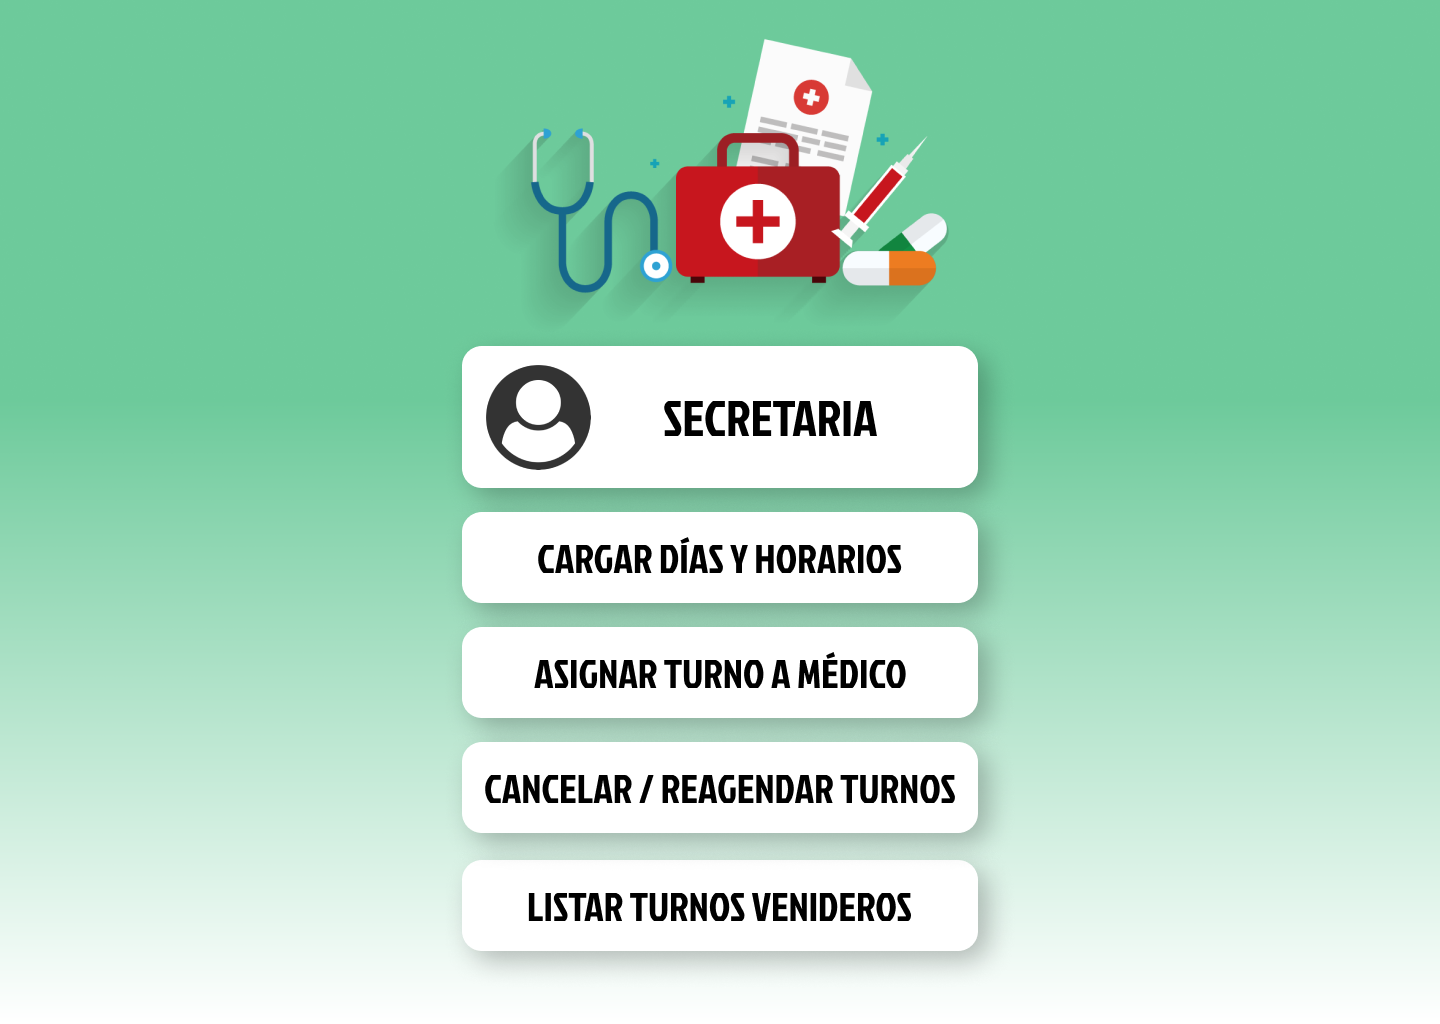 SECRETARIA
CARGAR DÍAS Y HORARIOS
ASIGNAR TURNO A MÉDICO
CANCELAR / REAGENDAR TURNOS
LISTAR TURNOS VENIDEROS